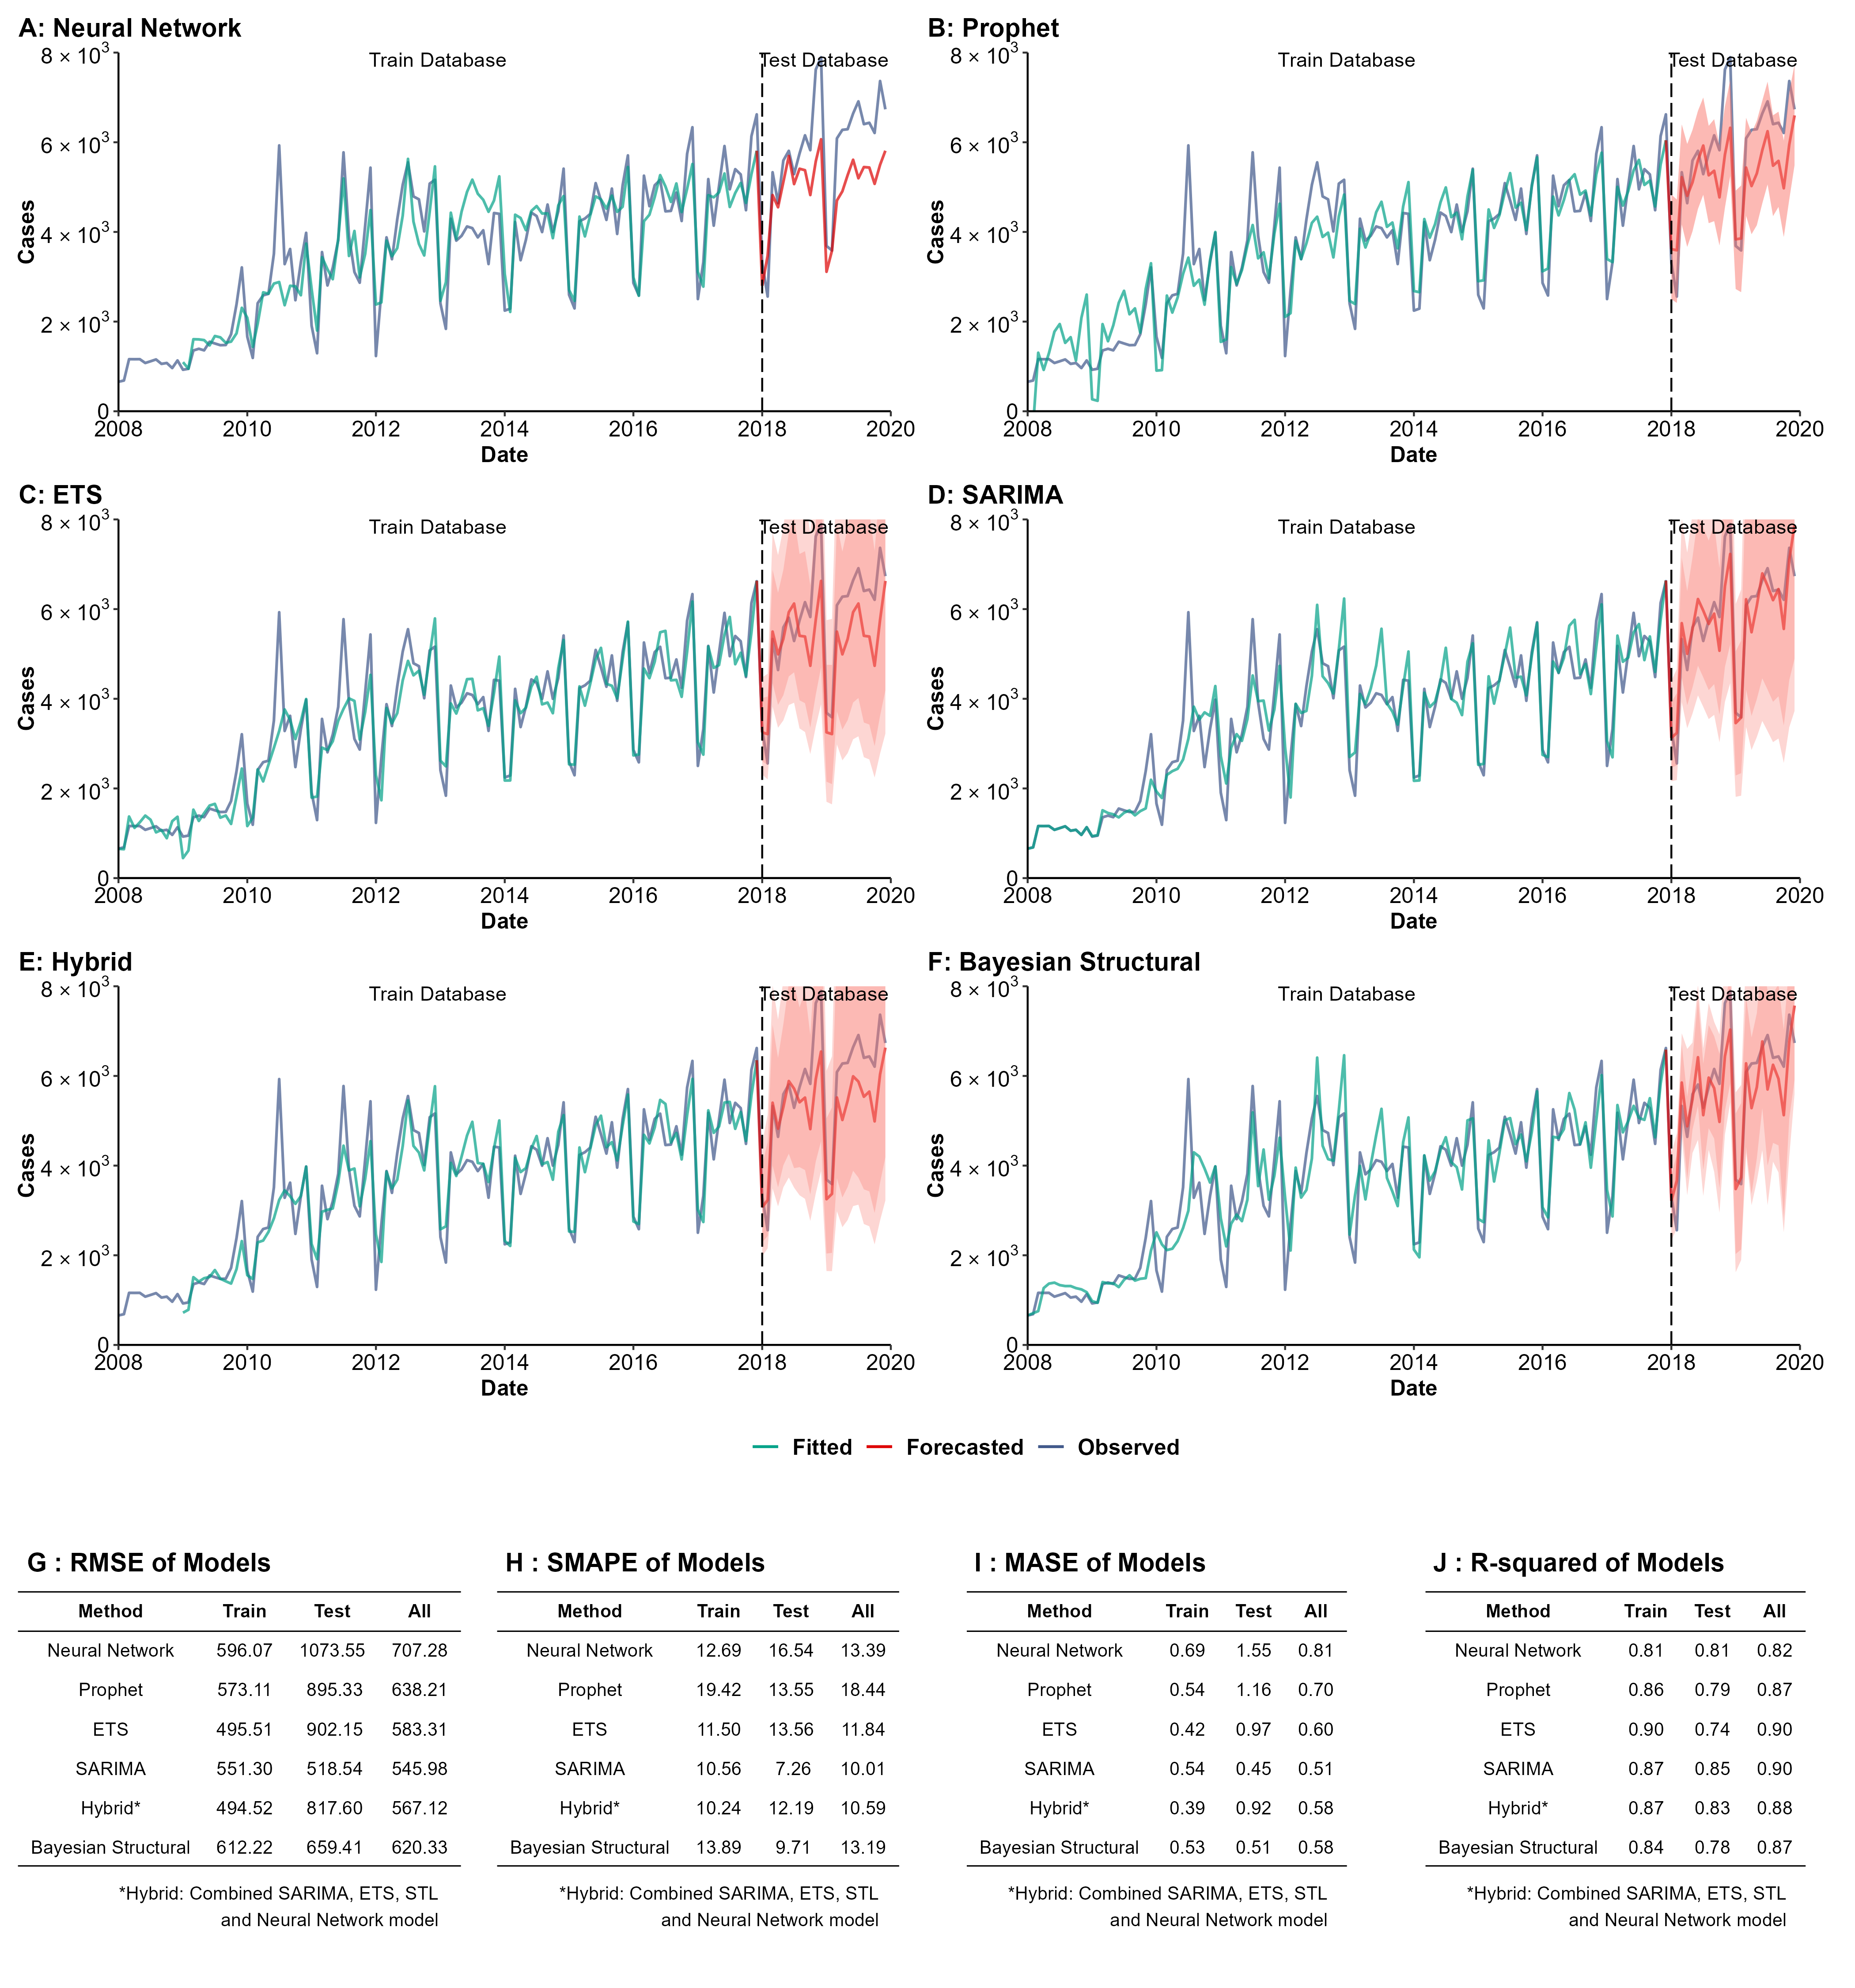 A: Neural Network
B: Prophet
8 × 10³
Train Database
Test Database
8 × 10³
Train Database
Test Database
6 × 10³
6 × 10³
4 × 10³
4 × 10³
2 × 10³
2 × 10³
0
0
Cases
Cases
2008 2010 2012 2014 2016 2018 2020
2008 2010 2012 2014 2016 2018 2020
Date
Date
C: ETS
D: SARIMA
8 × 10³
Train Database
Test Database
8 × 10³
Train Database
Test Database
6 × 10³
6 × 10³
4 × 10³
4 × 10³
2 × 10³
2 × 10³
0
0
Cases
Cases
2008 2010 2012 2014 2016 2018 2020
2008 2010 2012 2014 2016 2018 2020
Date
Date
E: Hybrid
F: Bayesian Structural
8 × 10³
Train Database
Test Database
8 × 10³
Train Database
Test Database
6 × 10³
6 × 10³
4 × 10³
4 × 10³
2 × 10³
2 × 10³
0
0
Cases
Cases
2008 2010 2012 2014 2016 2018 2020
2008 2010 2012 2014 2016 2018 2020
Date
Date
Fitted Forecasted Observed
G : RMSE of Models
Method Train Test All
Neural Network 596.07 1073.55 707.28
Prophet 573.11 895.33 638.21
ETS 495.51 902.15 583.31
SARIMA 551.30 518.54 545.98
Hybrid* 494.52 817.60 567.12
Bayesian Structural 612.22 659.41 620.33
*Hybrid: Combined SARIMA, ETS, STL
and Neural Network model
H : SMAPE of Models
Method Train Test All
Neural Network 12.69 16.54 13.39
Prophet 19.42 13.55 18.44
ETS 11.50 13.56 11.84
SARIMA 10.56 7.26 10.01
Hybrid* 10.24 12.19 10.59
Bayesian Structural 13.89 9.71 13.19
*Hybrid: Combined SARIMA, ETS, STL
and Neural Network model
I : MASE of Models
Method Train Test All
Neural Network 0.69 1.55 0.81
Prophet 0.54 1.16 0.70
ETS 0.42 0.97 0.60
SARIMA 0.54 0.45 0.51
Hybrid* 0.39 0.92 0.58
Bayesian Structural 0.53 0.51 0.58
*Hybrid: Combined SARIMA, ETS, STL
and Neural Network model
J : R-squared of Models
Method Train Test All
Neural Network 0.81 0.81 0.82
Prophet 0.86 0.79 0.87
ETS 0.90 0.74 0.90
SARIMA 0.87 0.85 0.90
Hybrid* 0.87 0.83 0.88
Bayesian Structural 0.84 0.78 0.87
*Hybrid: Combined SARIMA, ETS, STL
and Neural Network model